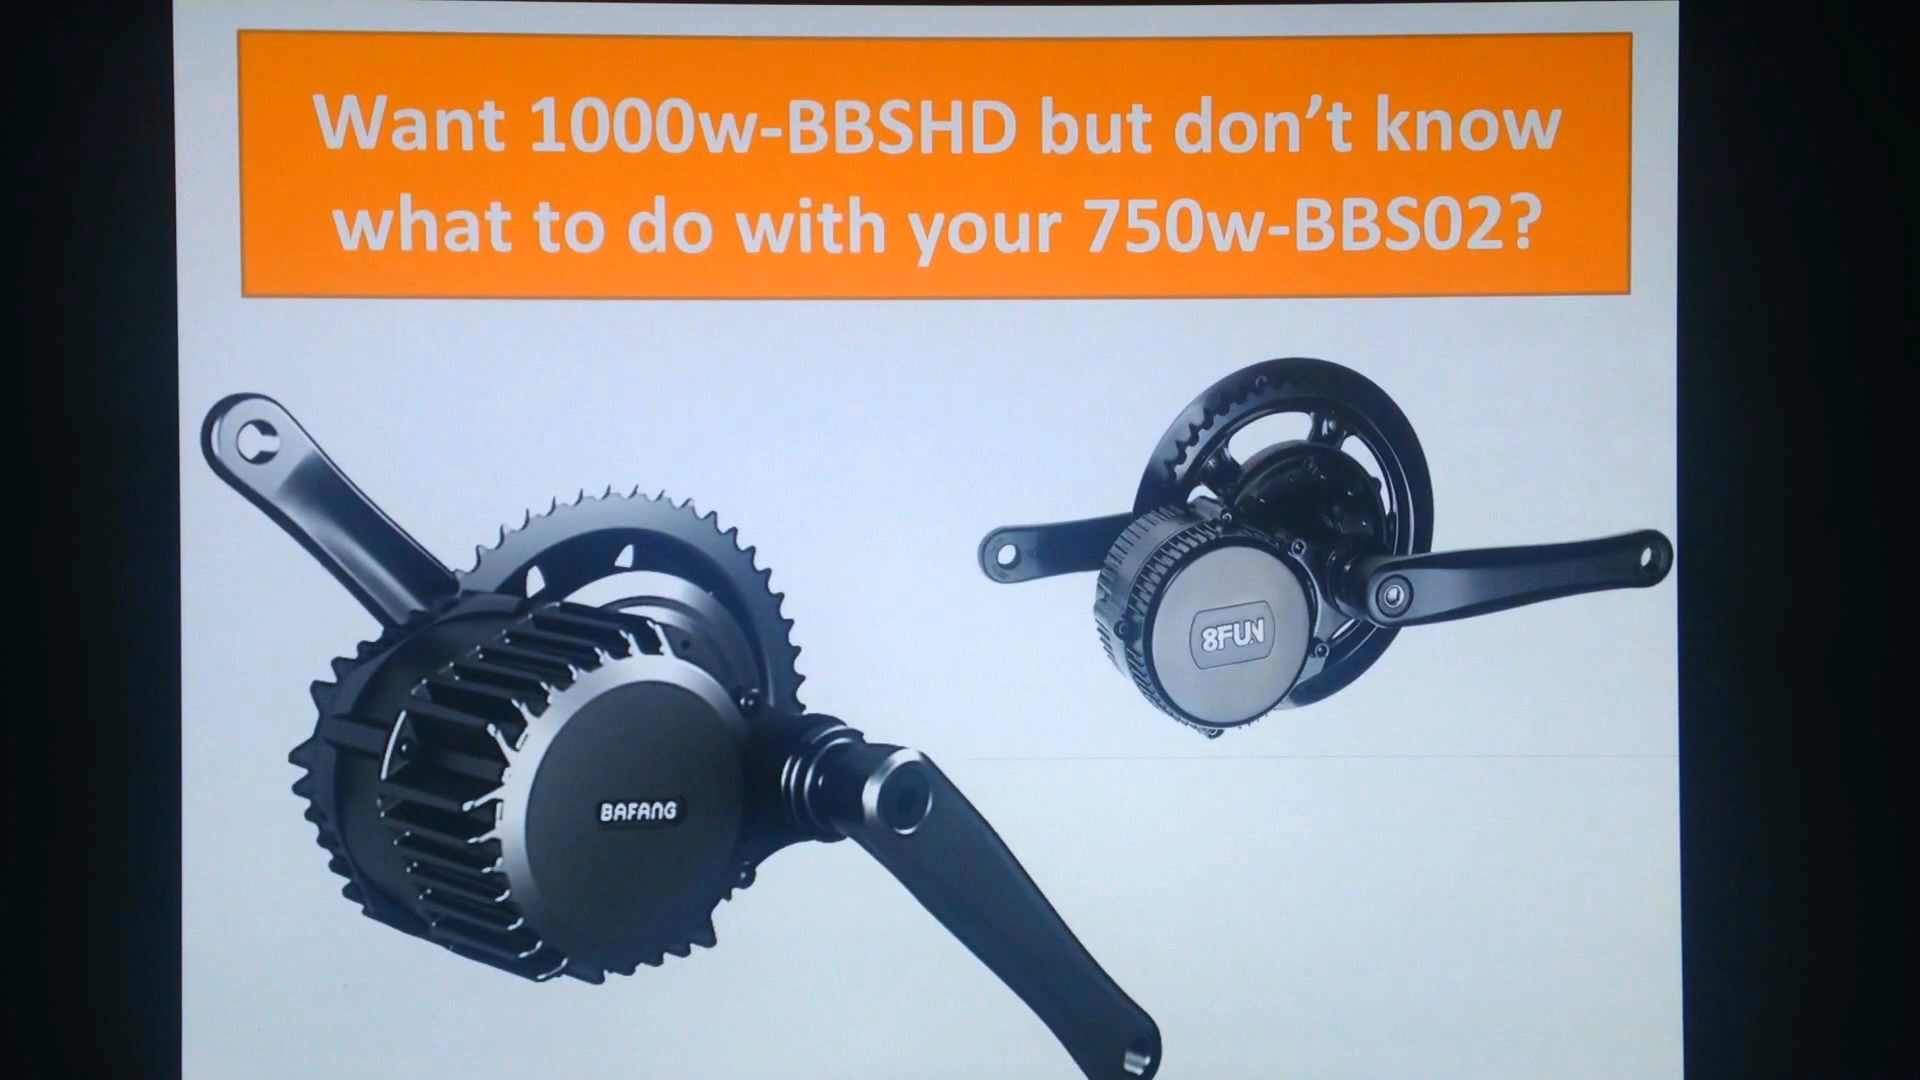 Want 1000w-BBSHD but don’t know
what to do with your 750w-BBS02?
8FUN
BAFANG